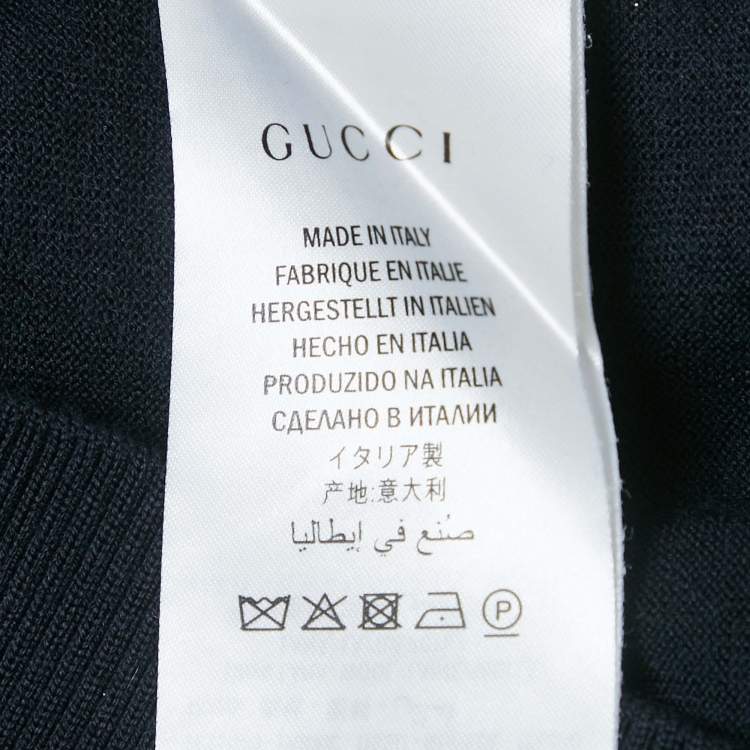 GUCCI
MADE IN ITALY
FABRIQUE EN ITALIE
HERGESTELLT IN ITALIEN
HECHO EN ITALIA
PRODUZIDO NA ITALIA
СДЕЛАНО В ИТАЛИИ
イタリア製
产地:意大利
صُنع في إيطاليا
P